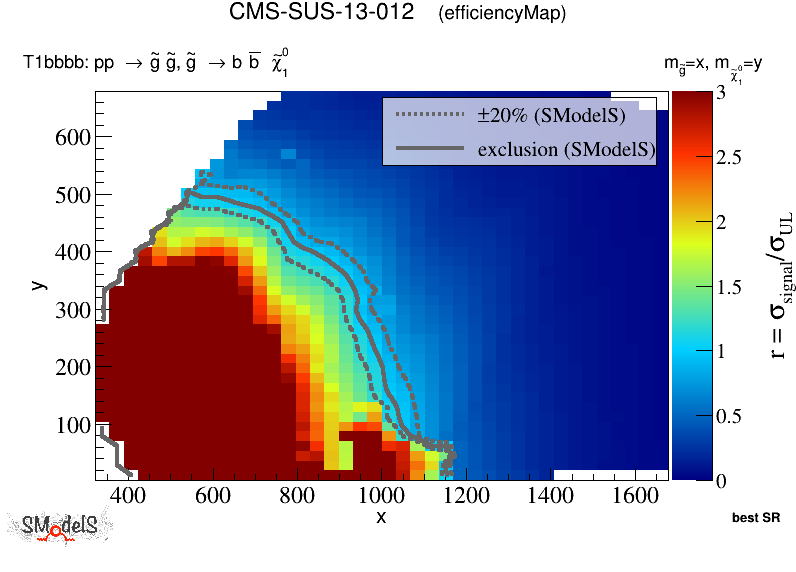 CMS-SUS-13-012 (efficiencyMap)
T1bbbb: pp → g̃ g̃, g̃ → b b̅ χ̃₁⁰
m_g̃=x, m_χ̃₁⁰=y
±20% (SModelS)
exclusion (SModelS)
600
500
400
300
200
100
y
400 600 800 1000 1200 1400 1600
x
3
2.5
2
1.5
1
0.5
0
r = σ_signal/σ_UL
best SR
SModelS